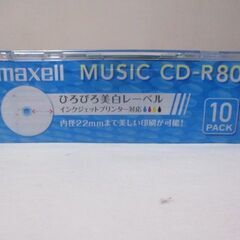 maxell MUSIC CD-R80
ひろびろ美白レーベル
インクジェットプリンター対応
内径22mmまで美しい印刷が可能!
10
PACK